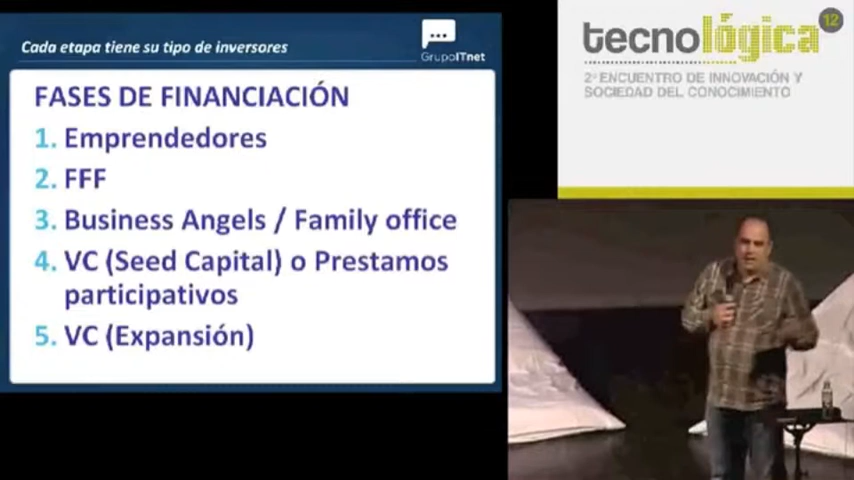 Cada etapa tiene su tipo de inversores
...
GrupoITnet
FASES DE FINANCIACIÓN
1. Emprendedores
2. FFF
3. Business Angels / Family office
4. VC (Seed Capital) o Prestamos
participativos
5. VC (Expansión)
tecnológica 12
2º ENCUENTRO DE INNOVACIÓN Y
SOCIEDAD DEL CONOCIMIENTO